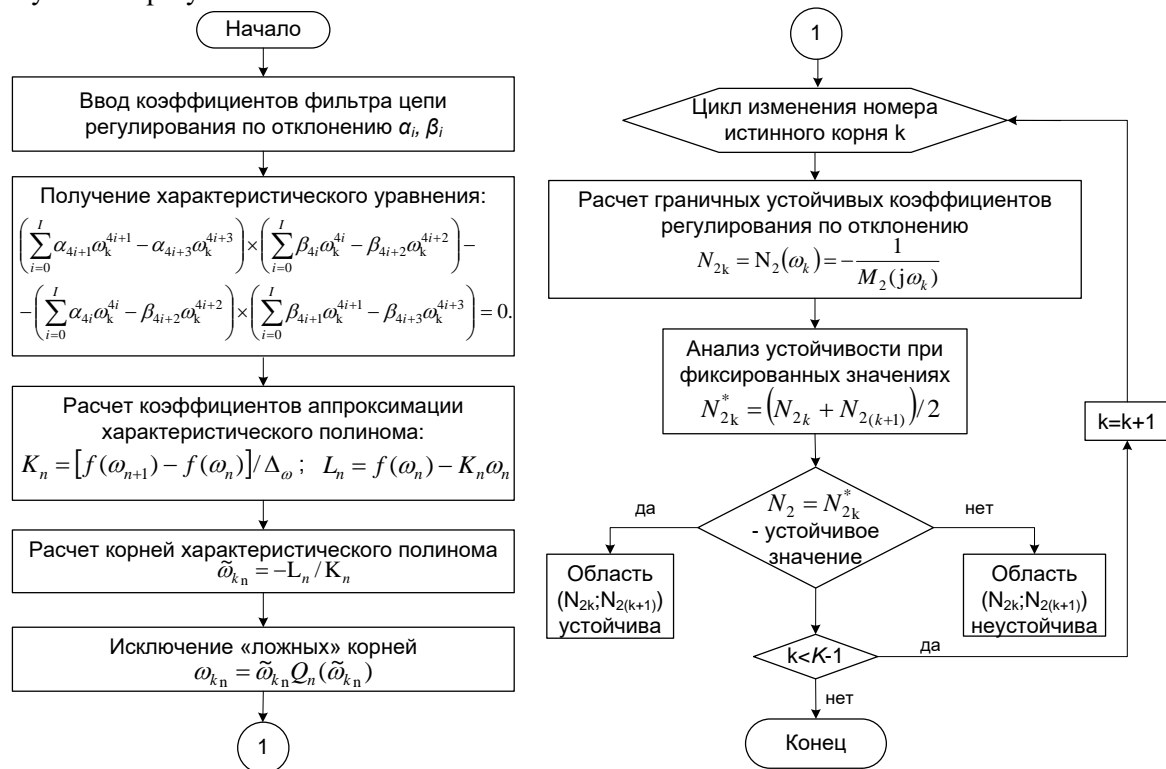 Начало
Ввод коэффициентов фильтра цепи
регулирования по отклонению αᵢ, βᵢ
Получение характеристического уравнения:
(∑_{i=0}^{I} α_{4i+1}ω_k^{4i+1} − α_{4i+3}ω_k^{4i+3}) × (∑_{i=0}^{I} β_{4i}ω_k^{4i} − β_{4i+2}ω_k^{4i+2}) −
−(∑_{i=0}^{I} α_{4i}ω_k^{4i} − β_{4i+2}ω_k^{4i+2}) × (∑_{i=0}^{I} β_{4i+1}ω_k^{4i+1} − β_{4i+3}ω_k^{4i+3}) = 0.
Расчет коэффициентов аппроксимации
характеристического полинома:
K_n = [f(ω_{n+1}) − f(ω_n)]/Δ_ω ; L_n = f(ω_n) − K_nω_n
Расчет корней характеристического полинома
ω̃_{k_n} = −L_n / K_n
Исключение «ложных» корней
ω_{k_n} = ω̃_{k_n}Q_n(ω̃_{k_n})
1
1
Цикл изменения номера
истинного корня k
Расчет граничных устойчивых коэффициентов
регулирования по отклонению
N_{2k} = N_2(ω_k) = −1/M_2(jω_k)
Анализ устойчивости при
фиксированных значениях
N*_{2k} = (N_{2k} + N_{2(k+1)})/2
k=k+1
N_2 = N*_{2k}
- устойчивое
значение
да
нет
Область
(N_{2k};N_{2(k+1)})
устойчива
Область
(N_{2k};N_{2(k+1)})
неустойчива
k<K-1
да
нет
Конец